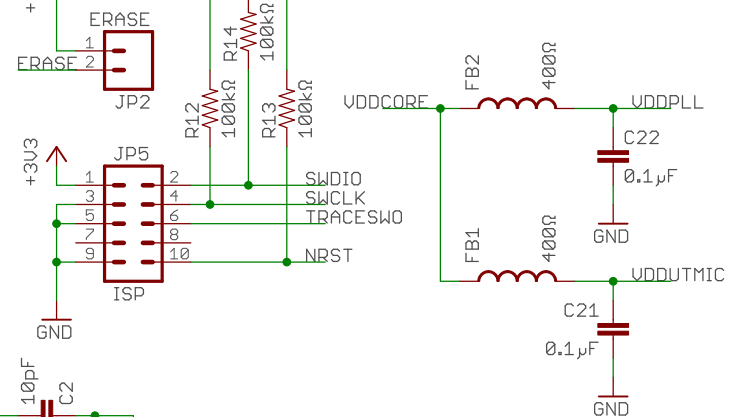 +
ERASE
1
ERASE 2
JP2
R14
100kΩ
R12
100kΩ
R13
100kΩ
+3V3
JP5
1 2 SWDIO
3 4 SWCLK
5 6 TRACESWO
7 8
9 10 NRST
ISP
GND
10pF
C2
FB2
400Ω
VDDCORE
VDDPLL
C22
0.1µF
GND
FB1
400Ω
VDDUTMIC
C21
0.1µF
GND